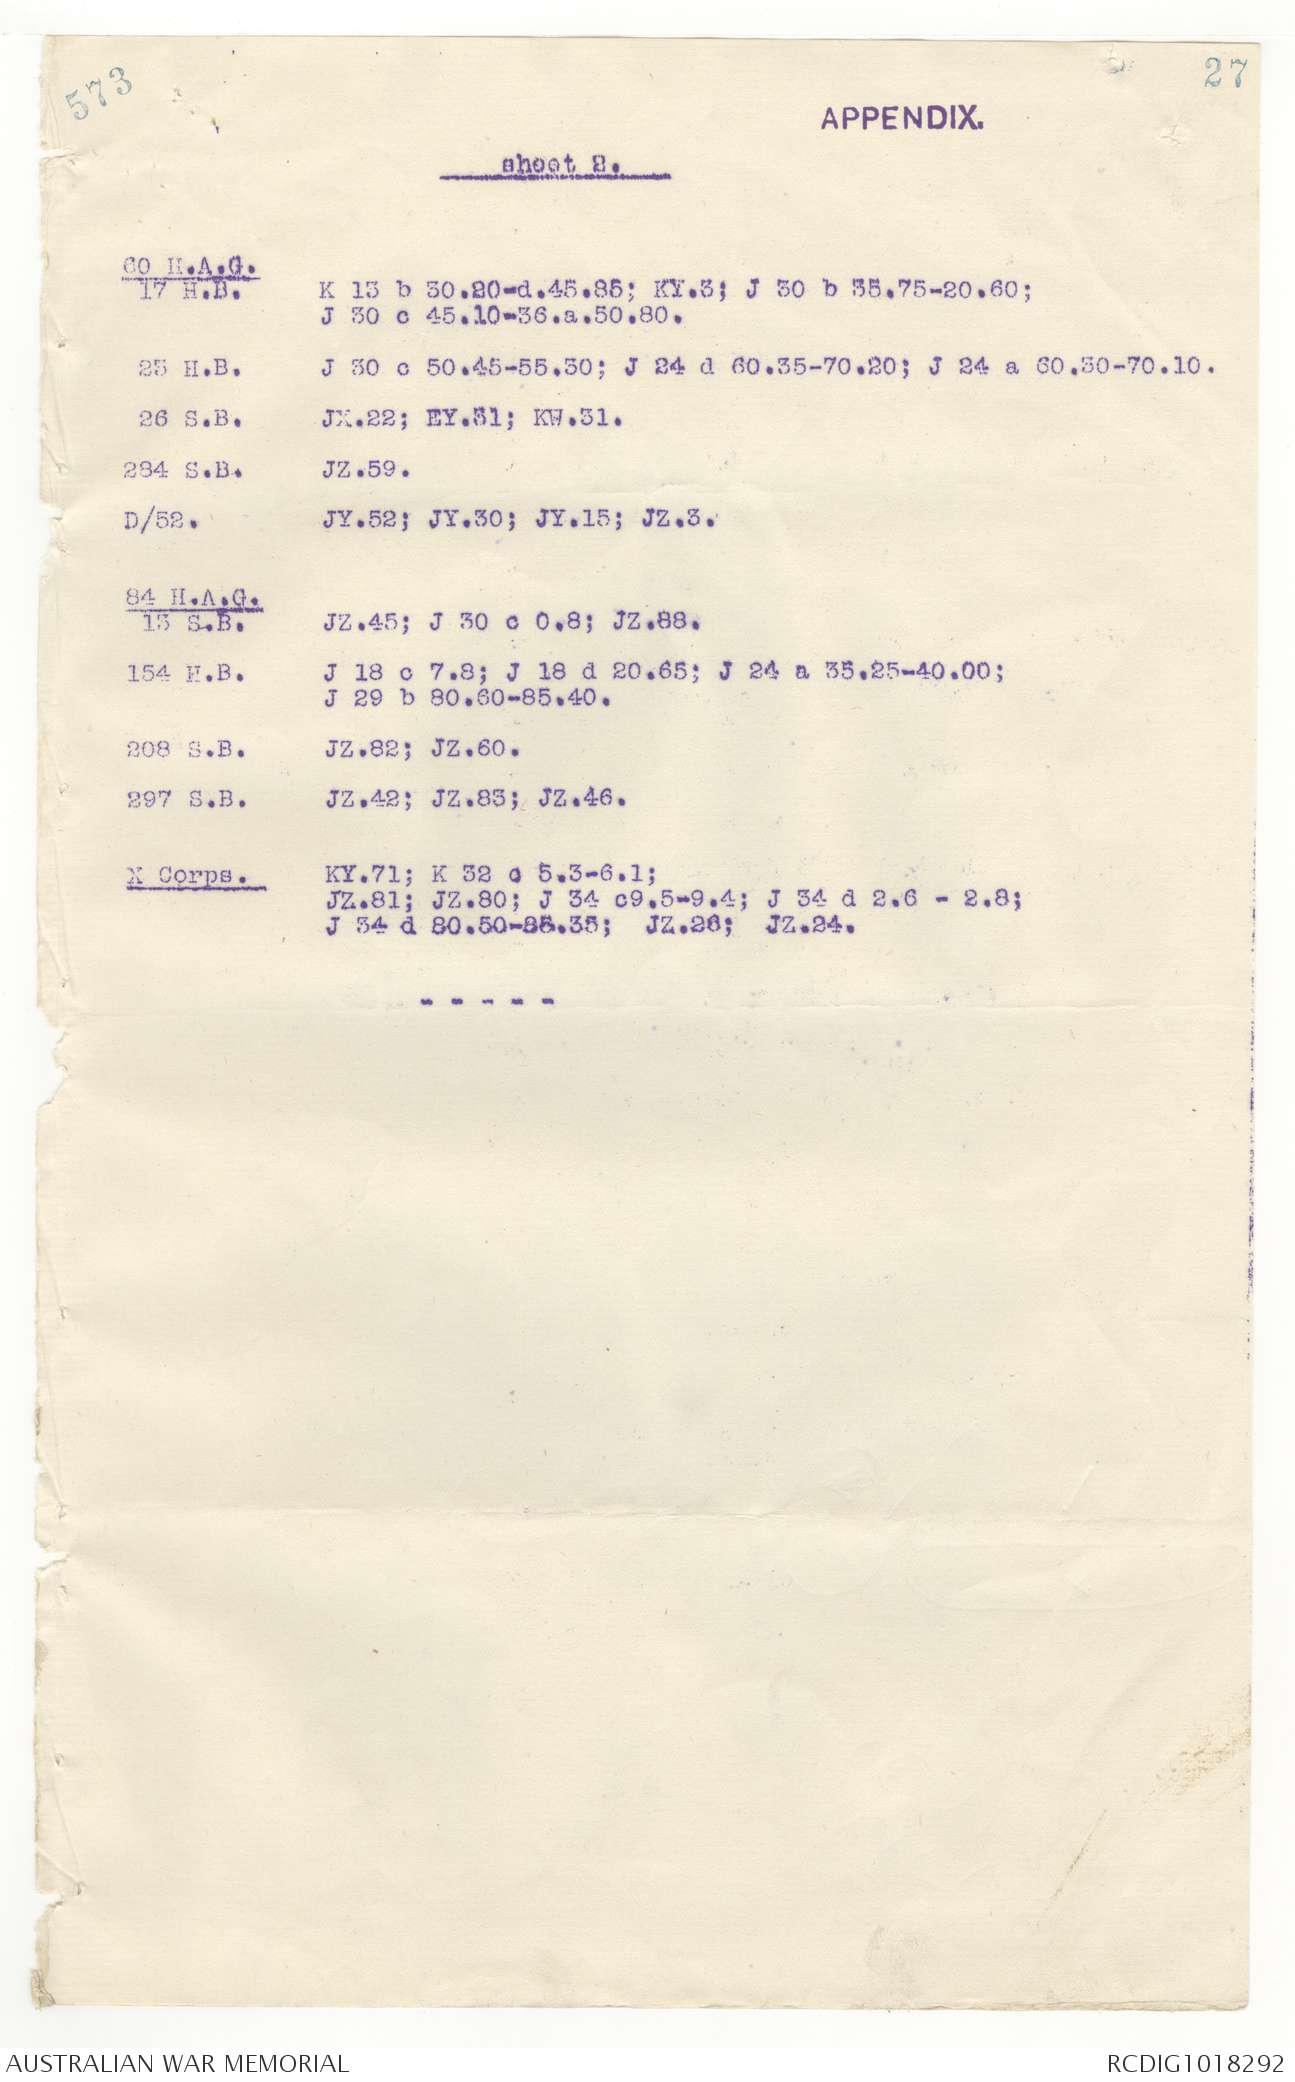 573
27
APPENDIX.
sheet 2.
60 H.A.G.
17 H.B. K 13 b 30.20-d.45.85; KY.3; J 30 b 35.75-20.60;
J 30 c 45.10-36.a.50.80.
25 H.B. J 30 c 50.45-55.30; J 24 d 60.35-70.20; J 24 a 60.30-70.10.
26 S.B. JX.22; EY.31; KW.31.
284 S.B. JZ.59.
D/52. JY.52; JY.30; JY.15; JZ.3.
84 H.A.G.
13 S.B. JZ.45; J 30 c 0.8; JZ.88.
154 H.B. J 18 c 7.8; J 18 d 20.65; J 24 a 35.25-40.00;
J 29 b 80.60-85.40.
208 S.B. JZ.82; JZ.60.
297 S.B. JZ.42; JZ.83; JZ.46.
X Corps. KY.71; K 32 c 5.3-6.1;
JZ.81; JZ.80; J 34 c9.5-9.4; J 34 d 2.6 - 2.8;
J 34 d 80.50-85.35; JZ.26; JZ.24.
- - - - -
AUSTRALIAN WAR MEMORIAL
RCDIG1018292